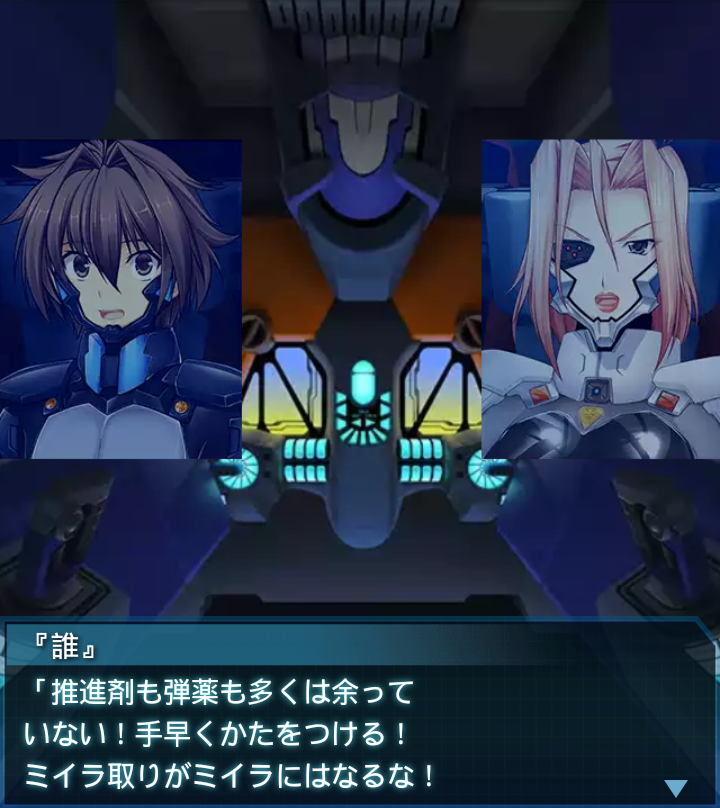 『誰』
「推進剤も弾薬も多くは余って
いない！手早くかたをつける！
ミイラ取りがミイラにはなるな！